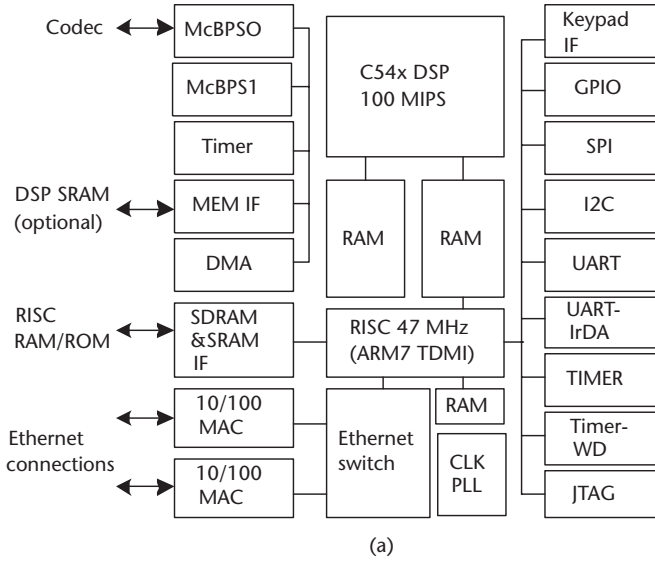 Codec
McBPSO
McBPS1
Timer
DSP SRAM
(optional)
MEM IF
DMA
RISC
RAM/ROM
SDRAM
&SRAM
IF
Ethernet
connections
10/100
MAC
10/100
MAC
C54x DSP
100 MIPS
RAM
RAM
RISC 47 MHz
(ARM7 TDMI)
RAM
Ethernet
switch
CLK
PLL
Keypad
IF
GPIO
SPI
I2C
UART
UART-
IrDA
TIMER
Timer-
WD
JTAG
(a)